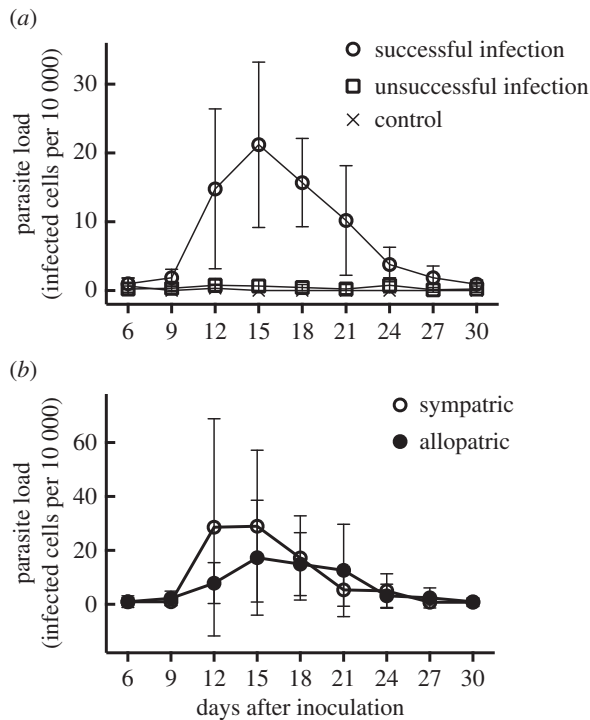 (a)
successful infection
unsuccessful infection
control
parasite load
(infected cells per 10 000)
30
20
10
0
6 9 12 15 18 21 24 27 30
(b)
sympatric
allopatric
parasite load
(infected cells per 10 000)
60
40
20
0
6 9 12 15 18 21 24 27 30
days after inoculation